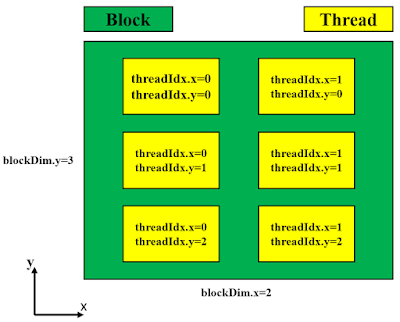 Block
Thread
threadIdx.x=0
threadIdx.y=0
threadIdx.x=1
threadIdx.y=0
blockDim.y=3
threadIdx.x=0
threadIdx.y=1
threadIdx.x=1
threadIdx.y=1
threadIdx.x=0
threadIdx.y=2
threadIdx.x=1
threadIdx.y=2
y
x
blockDim.x=2